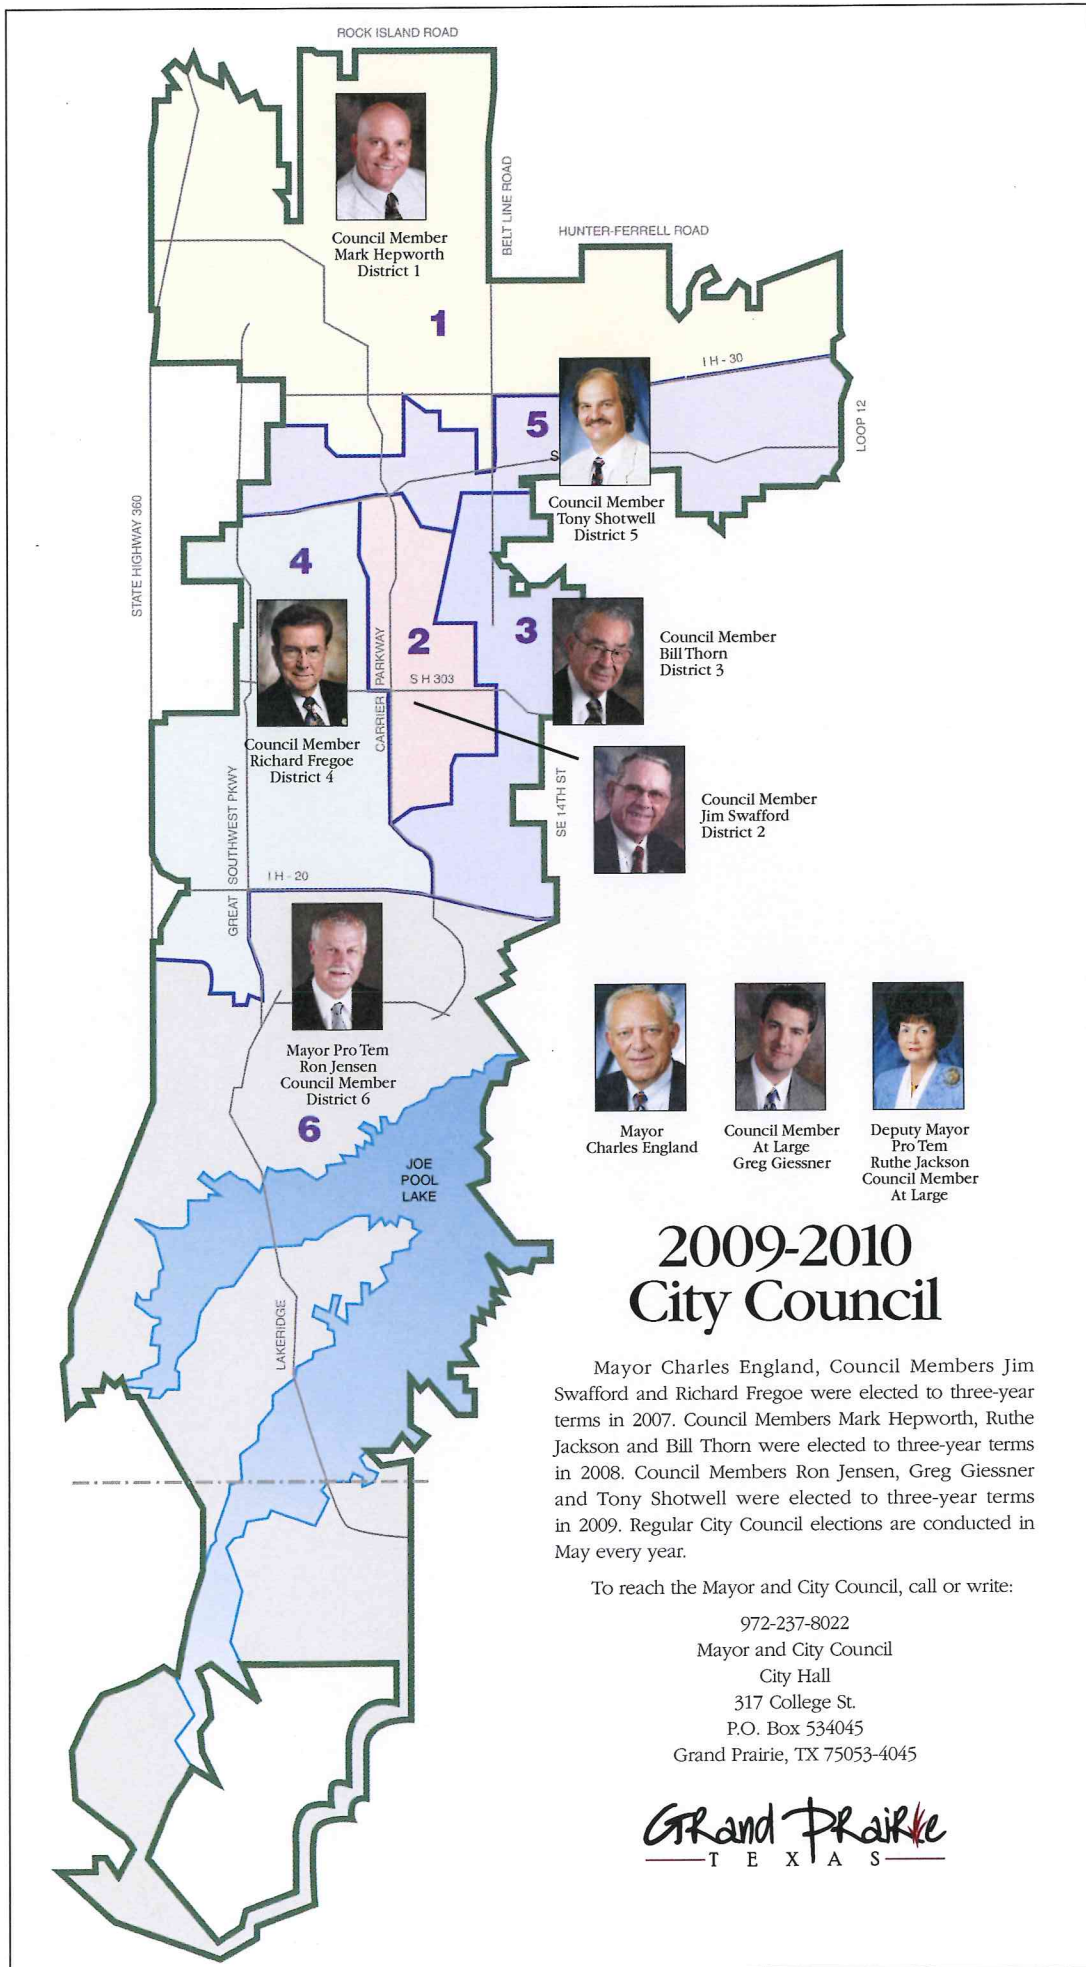 ROCK ISLAND ROAD
BELT LINE ROAD
HUNTER-FERRELL ROAD
Council Member
Mark Hepworth
District 1
1
I H - 30
LOOP 12
5
S
Council Member
Tony Shotwell
District 5
STATE HIGHWAY 360
4
2
3
Council Member
Bill Thorn
District 3
S H 303
CARRIER PARKWAY
Council Member
Richard Fregoe
District 4
SE 14TH ST
Council Member
Jim Swafford
District 2
GREAT SOUTHWEST PKWY
I H - 20
Mayor Pro Tem
Ron Jensen
Council Member
District 6
6
Mayor
Charles England
Council Member
At Large
Greg Giessner
Deputy Mayor
Pro Tem
Ruthe Jackson
Council Member
At Large
JOE
POOL
LAKE
LAKERIDGE
2009-2010
City Council
Mayor Charles England, Council Members Jim
Swafford and Richard Fregoe were elected to three-year
terms in 2007. Council Members Mark Hepworth, Ruthe
Jackson and Bill Thorn were elected to three-year terms
in 2008. Council Members Ron Jensen, Greg Giessner
and Tony Shotwell were elected to three-year terms
in 2009. Regular City Council elections are conducted in
May every year.
To reach the Mayor and City Council, call or write:
972-237-8022
Mayor and City Council
City Hall
317 College St.
P.O. Box 534045
Grand Prairie, TX 75053-4045
GRand PRaiRie
TEXAS